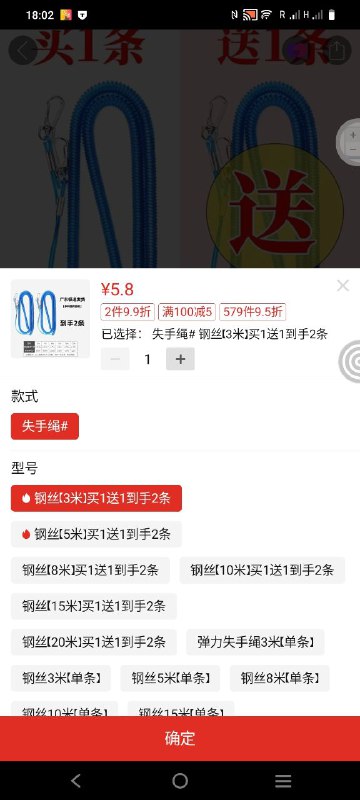 18:02
买1条 送1条
送
¥5.8
2件9.9折 满100减5 579件9.5折
到手2条
已选择： 失手绳# 钢丝【3米】买1送1到手2条
1
款式
失手绳#
型号
钢丝【3米】买1送1到手2条
钢丝【5米】买1送1到手2条
钢丝【8米】买1送1到手2条 钢丝【10米】买1送1到手2条
钢丝【15米】买1送1到手2条
钢丝【20米】买1送1到手2条 弹力失手绳3米【单条】
钢丝3米【单条】 钢丝5米【单条】 钢丝8米【单条】
钢丝10米【单条】 钢丝15米【单条】
确定